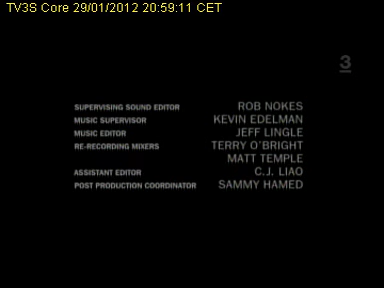 TV3S Core 29/01/2012 20:59:11 CET
3
SUPERVISING SOUND EDITOR ROB NOKES
MUSIC SUPERVISOR KEVIN EDELMAN
MUSIC EDITOR JEFF LINGLE
RE-RECORDING MIXERS TERRY O'BRIGHT
MATT TEMPLE
ASSISTANT EDITOR C.J. LIAO
POST PRODUCTION COORDINATOR SAMMY HAMED